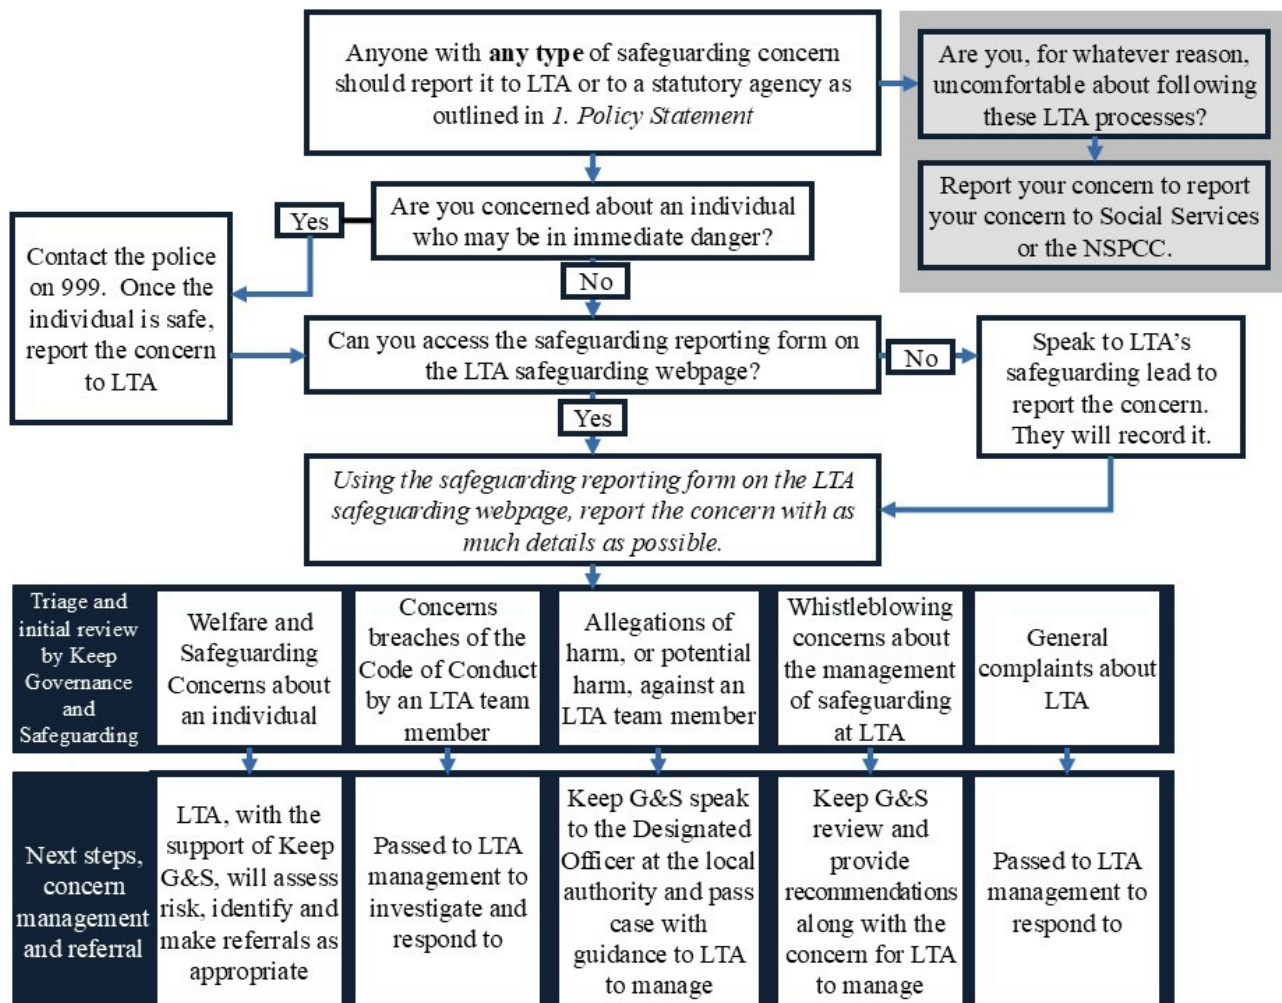 Anyone with any type of safeguarding concern
should report it to LTA or to a statutory agency as
outlined in 1. Policy Statement
Are you, for whatever reason,
uncomfortable about following
these LTA processes?
Report your concern to report
your concern to Social Services
or the NSPCC.
Are you concerned about an individual
who may be in immediate danger?
Yes
No
Contact the police
on 999.  Once the
individual is safe,
report the concern
to LTA
Can you access the safeguarding reporting form on
the LTA safeguarding webpage?
No
Speak to LTA’s
safeguarding lead to
report the concern.
They will record it.
Yes
Using the safeguarding reporting form on the LTA
safeguarding webpage, report the concern with as
much details as possible.
Triage and
initial review
by Keep
Governance
and
Safeguarding
Welfare and
Safeguarding
Concerns about
an individual
Concerns
breaches of the
Code of Conduct
by an LTA team
member
Allegations of
harm, or potential
harm, against an
LTA team member
Whistleblowing
concerns about
the management
of safeguarding
at LTA
General
complaints about
LTA
Next steps,
concern
management
and referral
LTA, with the
support of Keep
G&S, will assess
risk, identify and
make referrals as
appropriate
Passed to LTA
management to
investigate and
respond to
Keep G&S speak
to the Designated
Officer at the local
authority and pass
case with
guidance to LTA
to manage
Keep G&S
review and
provide
recommendations
along with the
concern for LTA
to manage
Passed to LTA
management to
respond to